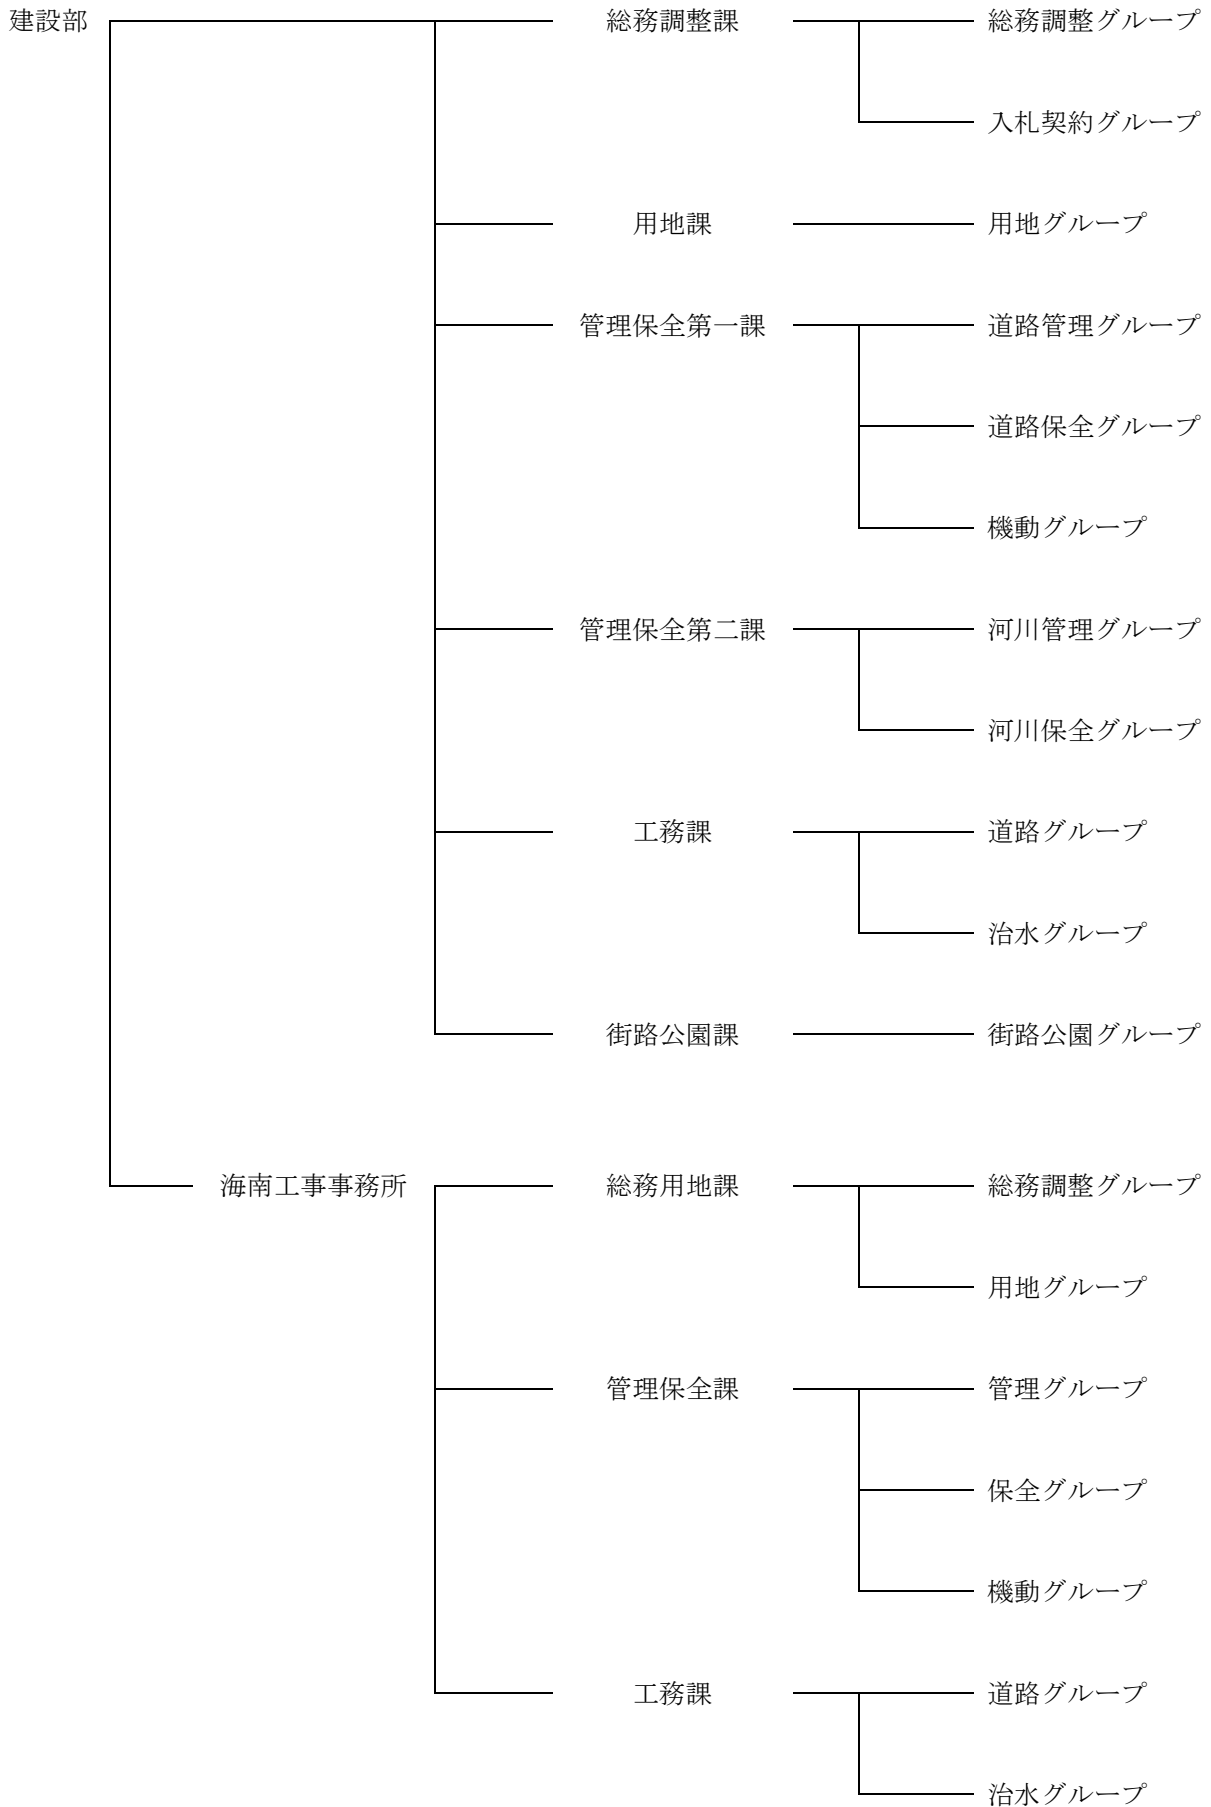 建設部 総務調整課 総務調整グループ
入札契約グループ
用地課 用地グループ
管理保全第一課 道路管理グループ
道路保全グループ
機動グループ
管理保全第二課 河川管理グループ
河川保全グループ
工務課 道路グループ
治水グループ
街路公園課 街路公園グループ
海南工事事務所 総務用地課 総務調整グループ
用地グループ
管理保全課 管理グループ
保全グループ
機動グループ
工務課 道路グループ
治水グループ